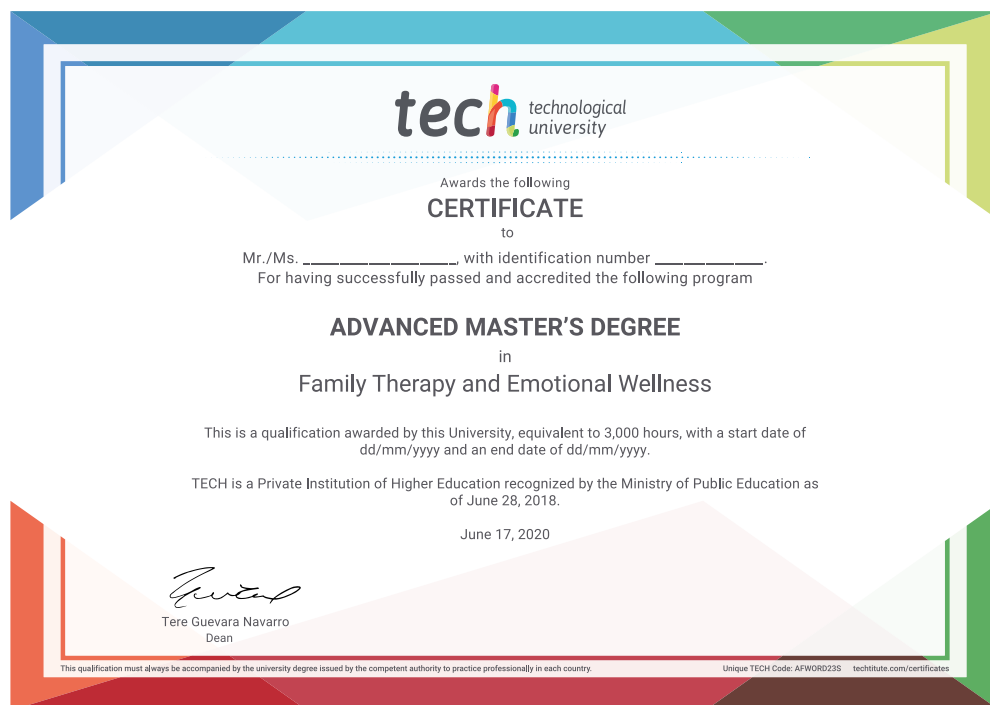 tech technological
university
Awards the following
CERTIFICATE
to
Mr./Ms. ____________________, with identification number ______________.
For having successfully passed and accredited the following program
ADVANCED MASTER'S DEGREE
in
Family Therapy and Emotional Wellness
This is a qualification awarded by this University, equivalent to 3,000 hours, with a start date of
dd/mm/yyyy and an end date of dd/mm/yyyy.
TECH is a Private Institution of Higher Education recognized by the Ministry of Public Education as
of June 28, 2018.
June 17, 2020
Tere Guevara Navarro
Dean
This qualification must always be accompanied by the university degree issued by the competent authority to practice professionally in each country.
Unique TECH Code: AFWORD23S techtitute.com/certificates